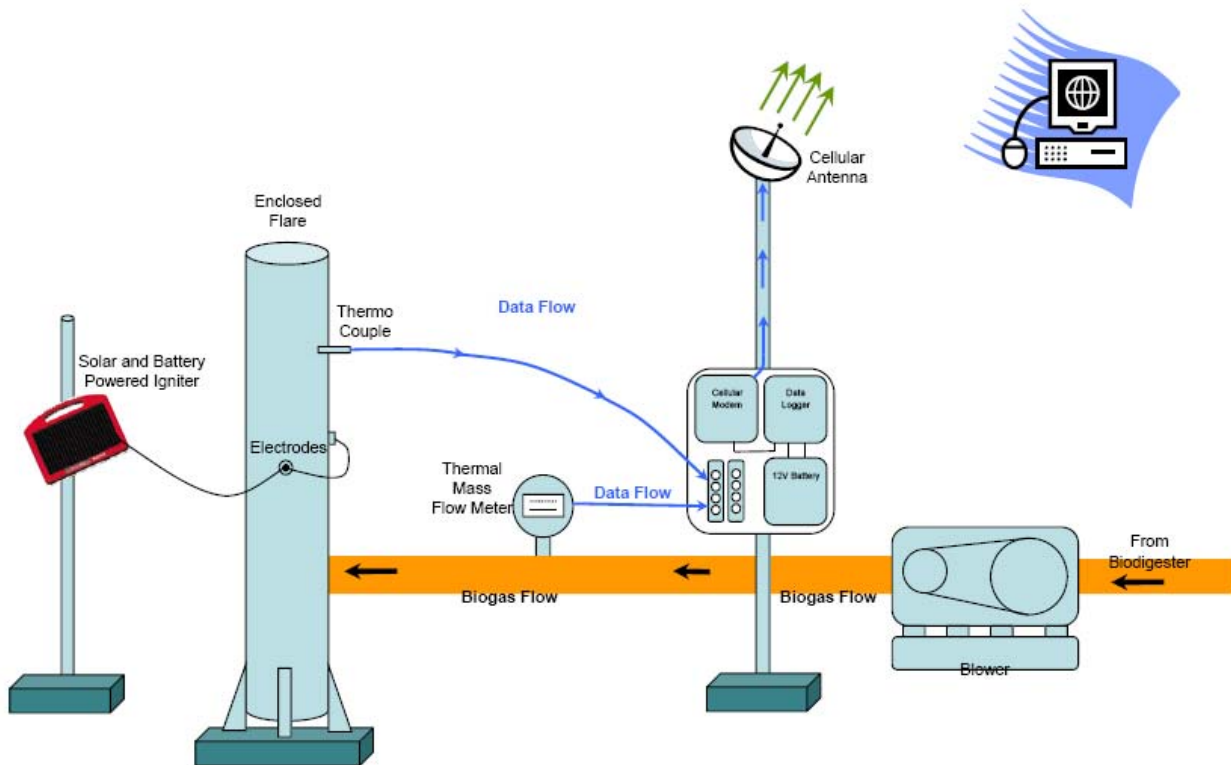 Cellular
Antenna
Enclosed
Flare
Thermo
Couple
Data Flow
Solar and Battery
Powered Igniter
Cellular
Modem
Data
Logger
Electrodes
Thermal
Mass
Flow Meter
Data Flow
12V Battery
From
Biodigester
Biogas Flow
Biogas Flow
Blower